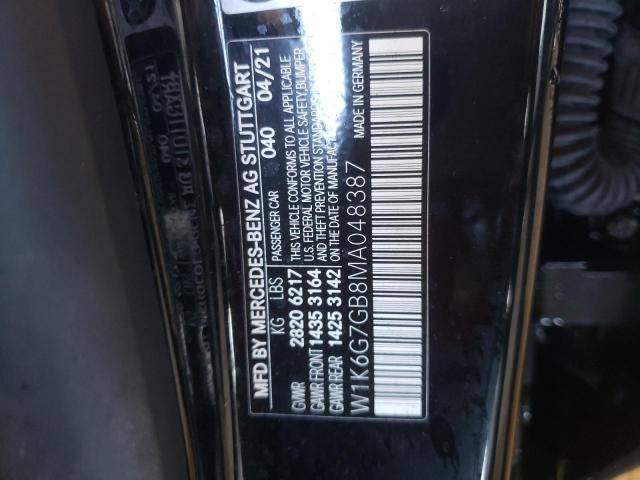 MFD BY MERCEDES-BENZ AG STUTTGART
PASSENGER CAR 040 04/21
KG LBS
GVWR 2820 6217
GAWR FRONT 1435 3164
GAWR REAR 1425 3142
THIS VEHICLE CONFORMS TO ALL APPLICABLE
U.S. FEDERAL MOTOR VEHICLE SAFETY, BUMPER
AND THEFT PREVENTION STANDARDS IN
ON THE DATE OF MANUFACTURE
MADE IN GERMANY
W1K6G7GB8MA048387